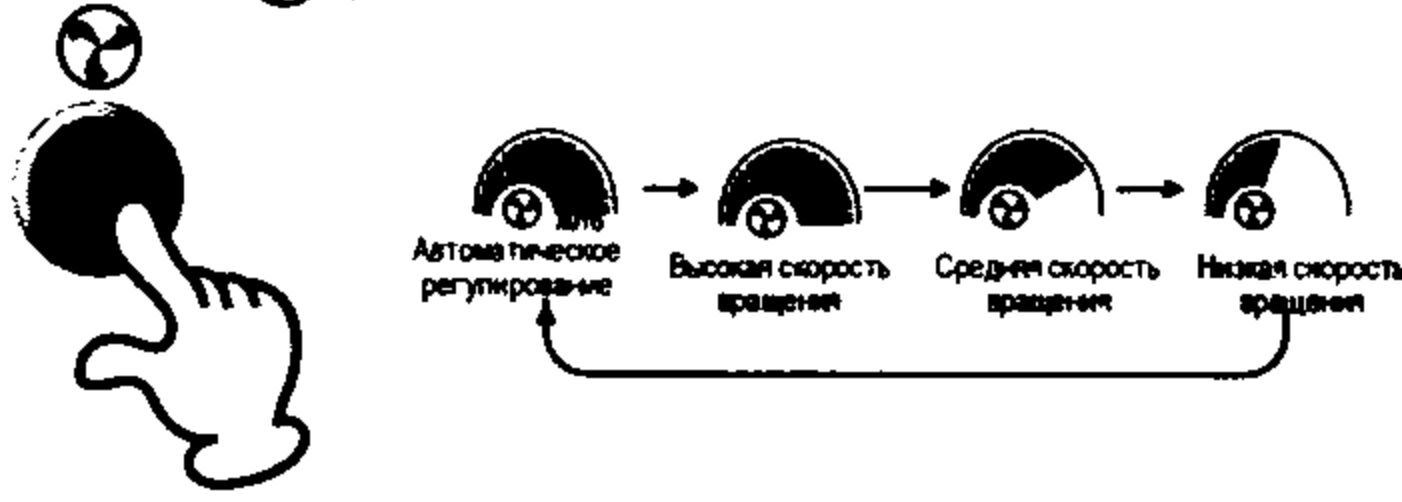 AUTO
Автоматическое
регулирование
Высокая скорость
вращения
Средняя скорость
вращения
Низкая скорость
вращения